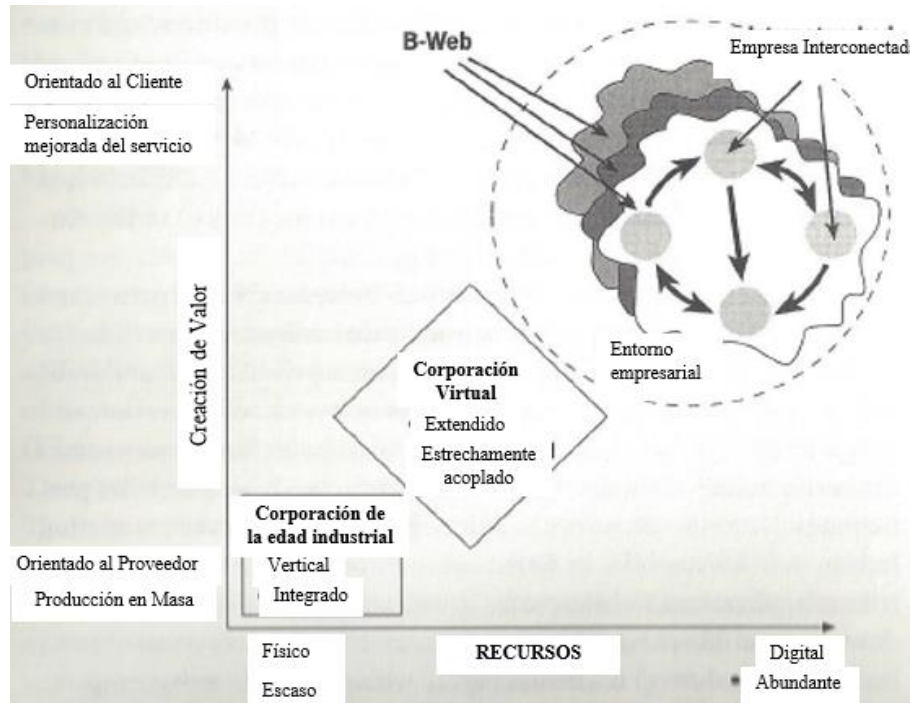 B-Web
Empresa Interconectad
Orientado al Cliente
Personalización
mejorada del servicio
Creación de Valor
Entorno
empresarial
Corporación
Virtual
Extendido
Estrechamente
acoplado
Corporación de
la edad industrial
Vertical
Integrado
Orientado al Proveedor
Producción en Masa
Físico
Escaso
RECURSOS
Digital
Abundante